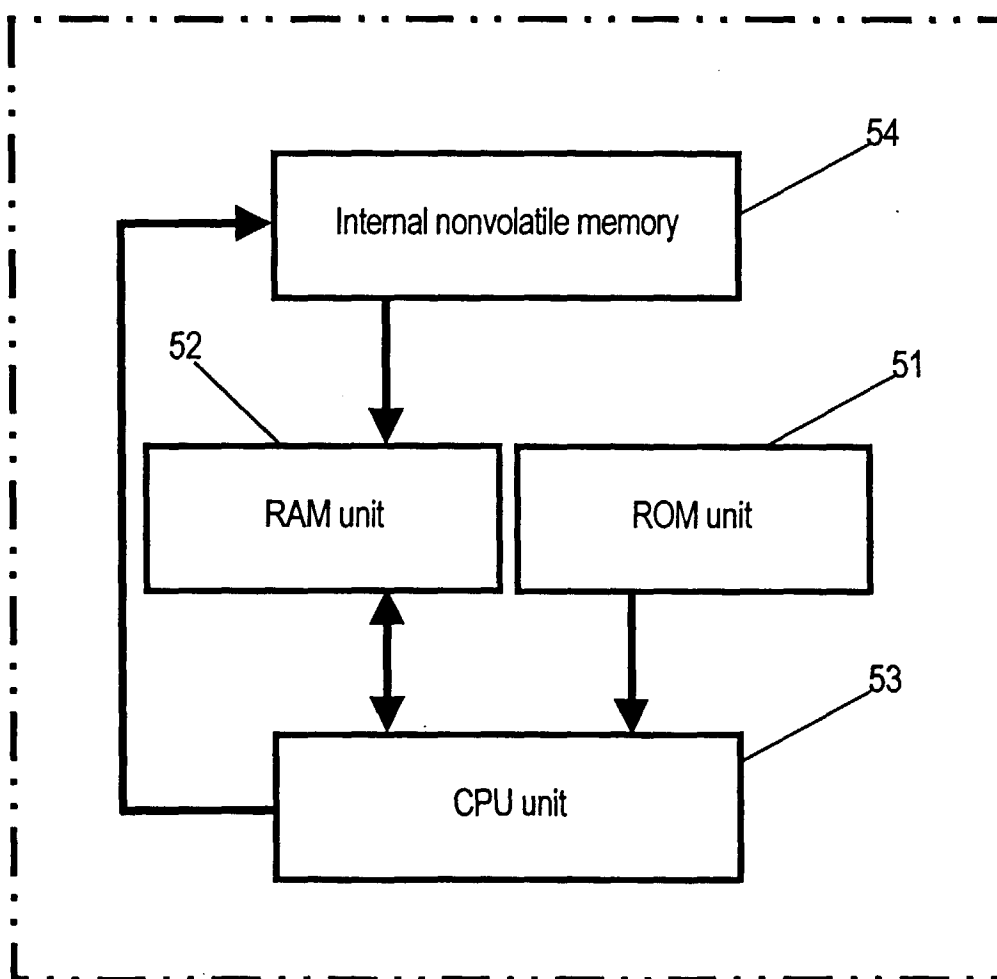 54
Internal nonvolatile memory
52
51
RAM unit
ROM unit
53
CPU unit